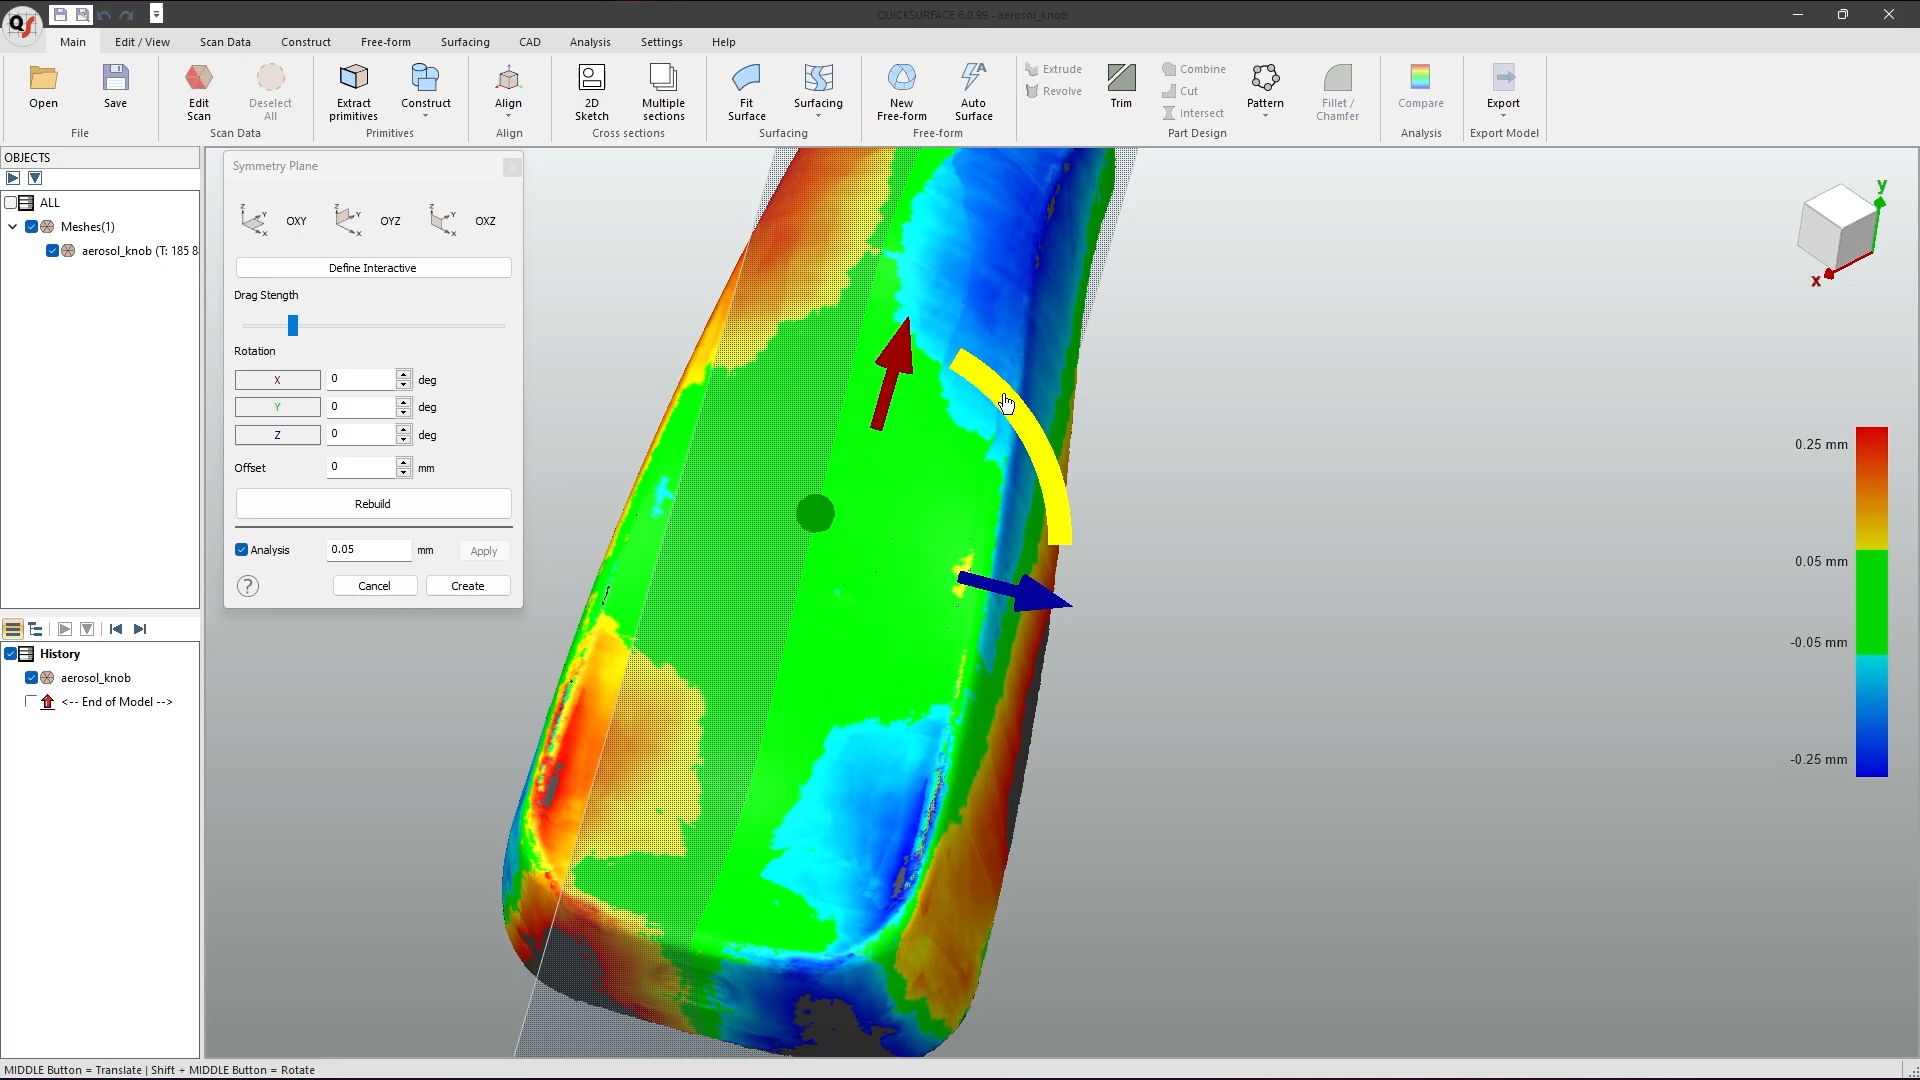 QS
QUICKSURFACE 6.0.99 - aerosol_knob
Main Edit / View Scan Data Construct Free-form Surfacing CAD Analysis Settings Help
Open Save
File
Edit Scan Deselect All
Scan Data
Extract primitives Construct
Primitives
Align
Align
2D Sketch Multiple sections
Cross sections
Fit Surface Surfacing
Surfacing
New Free-form Auto Surface
Free-form
Extrude
Revolve
Trim
Combine
Cut
Intersect
Pattern
Fillet / Chamfer
Part Design
Compare
Analysis
Export
Export Model
OBJECTS
ALL
Meshes(1)
aerosol_knob (T: 185 8
Symmetry Plane
OXY OYZ OXZ
Define Interactive
Drag Stength
Rotation
X 0 deg
Y 0 deg
Z 0 deg
Offset 0 mm
Rebuild
Analysis 0.05 mm Apply
? Cancel Create
History
aerosol_knob
<-- End of Model -->
y
x
0.25 mm
0.05 mm
-0.05 mm
-0.25 mm
MIDDLE Button = Translate | Shift + MIDDLE Button = Rotate